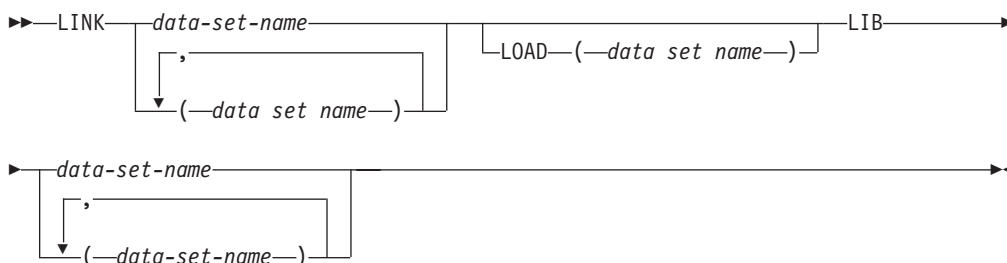 LINK data-set-name LIB
, LOAD ( data set name )
( data set name )
data-set-name
,
( data-set-name )